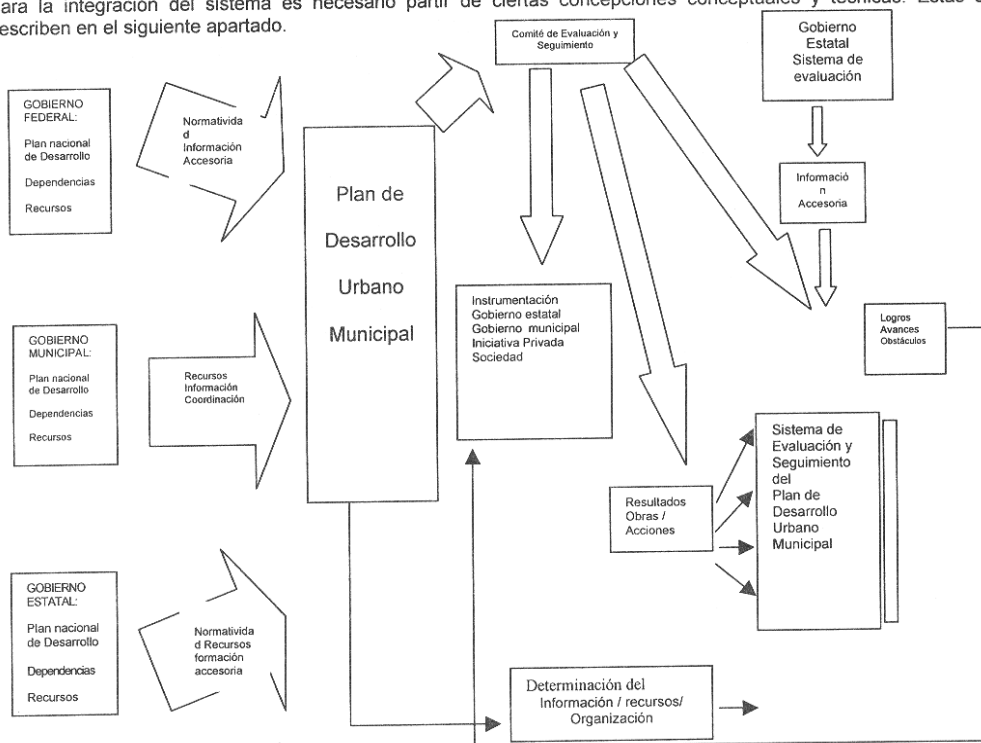 ara la integración del sistema es necesario partir de ciertas concepciones conceptuales y técnicas. Estas s
escriben en el siguiente apartado.
Comité de Evaluación y
Seguimiento
Gobierno
Estatal
Sistema de
evaluación
GOBIERNO
FEDERAL:
Plan nacional
de Desarrollo
Dependencias
Recursos
Normativida
d
Información
Accesoria
Plan de
Desarrollo
Urbano
Municipal
Informació
n
Accesoria
Instrumentación
Gobierno estatal
Gobierno municipal
Iniciativa Privada
Sociedad
Logros
Avances
Obstáculos
GOBIERNO
MUNICIPAL:
Plan nacional
de Desarrollo
Dependencias
Recursos
Recursos
Información
Coordinación
Resultados
Obras /
Acciones
Sistema de
Evaluación y
Seguimiento
del
Plan de
Desarrollo
Urbano
Municipal
GOBIERNO
ESTATAL:
Plan nacional
de Desarrollo
Dependencias
Recursos
Normativida
d Recursos
formación
accesoria
Determinación del
Información / recursos/
Organización